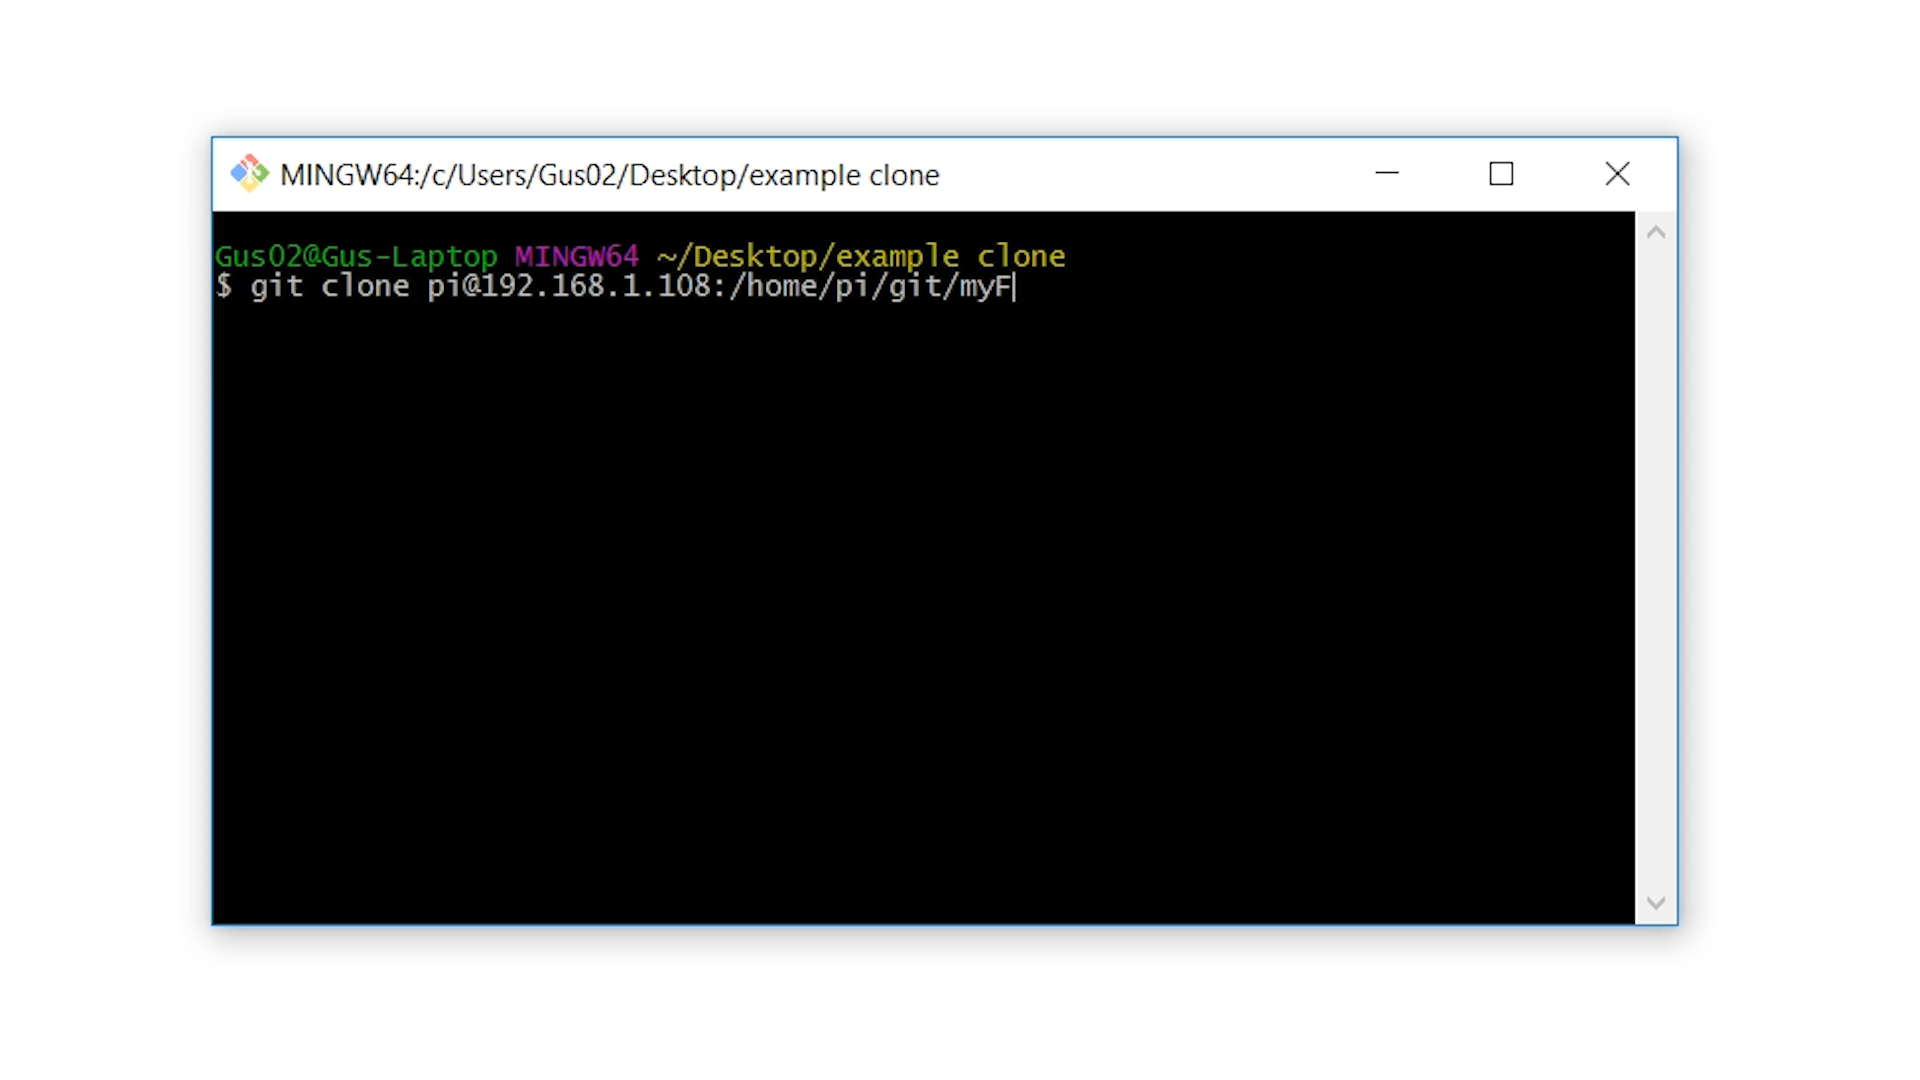 MINGW64:/c/Users/Gus02/Desktop/example clone
Gus02@Gus-Laptop MINGW64 ~/Desktop/example clone
$ git clone pi@192.168.1.108:/home/pi/git/myF